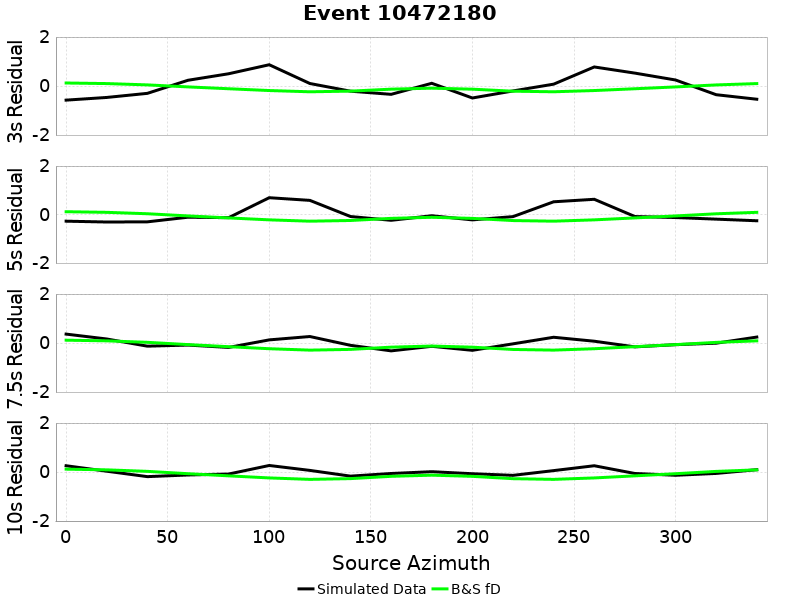 Event 10472180
3s Residual
2
0
-2
5s Residual
2
0
-2
7.5s Residual
2
0
-2
10s Residual
2
0
-2
0 50 100 150 200 250 300
Source Azimuth
Simulated Data B&S fD